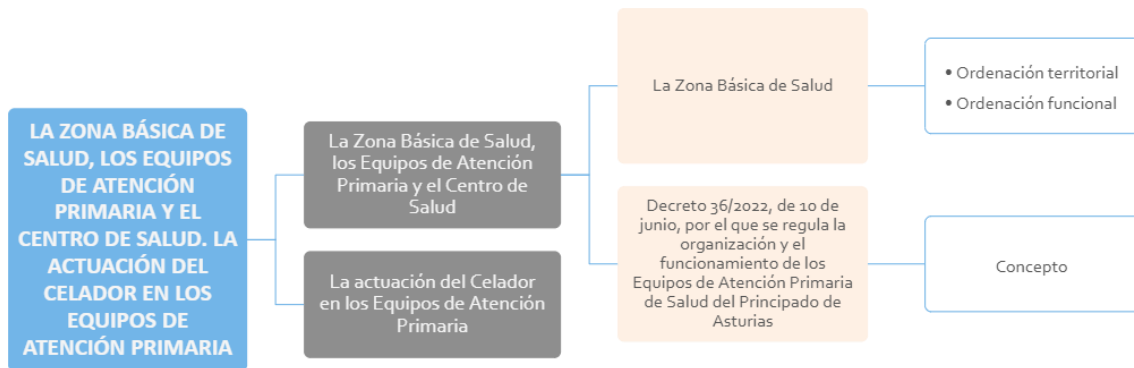 LA ZONA BÁSICA DE
SALUD, LOS EQUIPOS
DE ATENCIÓN
PRIMARIA Y EL
CENTRO DE SALUD. LA
ACTUACIÓN DEL
CELADOR EN LOS
EQUIPOS DE
ATENCIÓN PRIMARIA
La Zona Básica de Salud,
los Equipos de Atención
Primaria y el Centro de
Salud
La actuación del Celador
en los Equipos de Atención
Primaria
La Zona Básica de Salud
Decreto 36/2022, de 10 de
junio, por el que se regula la
organización y el
funcionamiento de los
Equipos de Atención Primaria
de Salud del Principado de
Asturias
• Ordenación territorial
• Ordenación funcional
Concepto